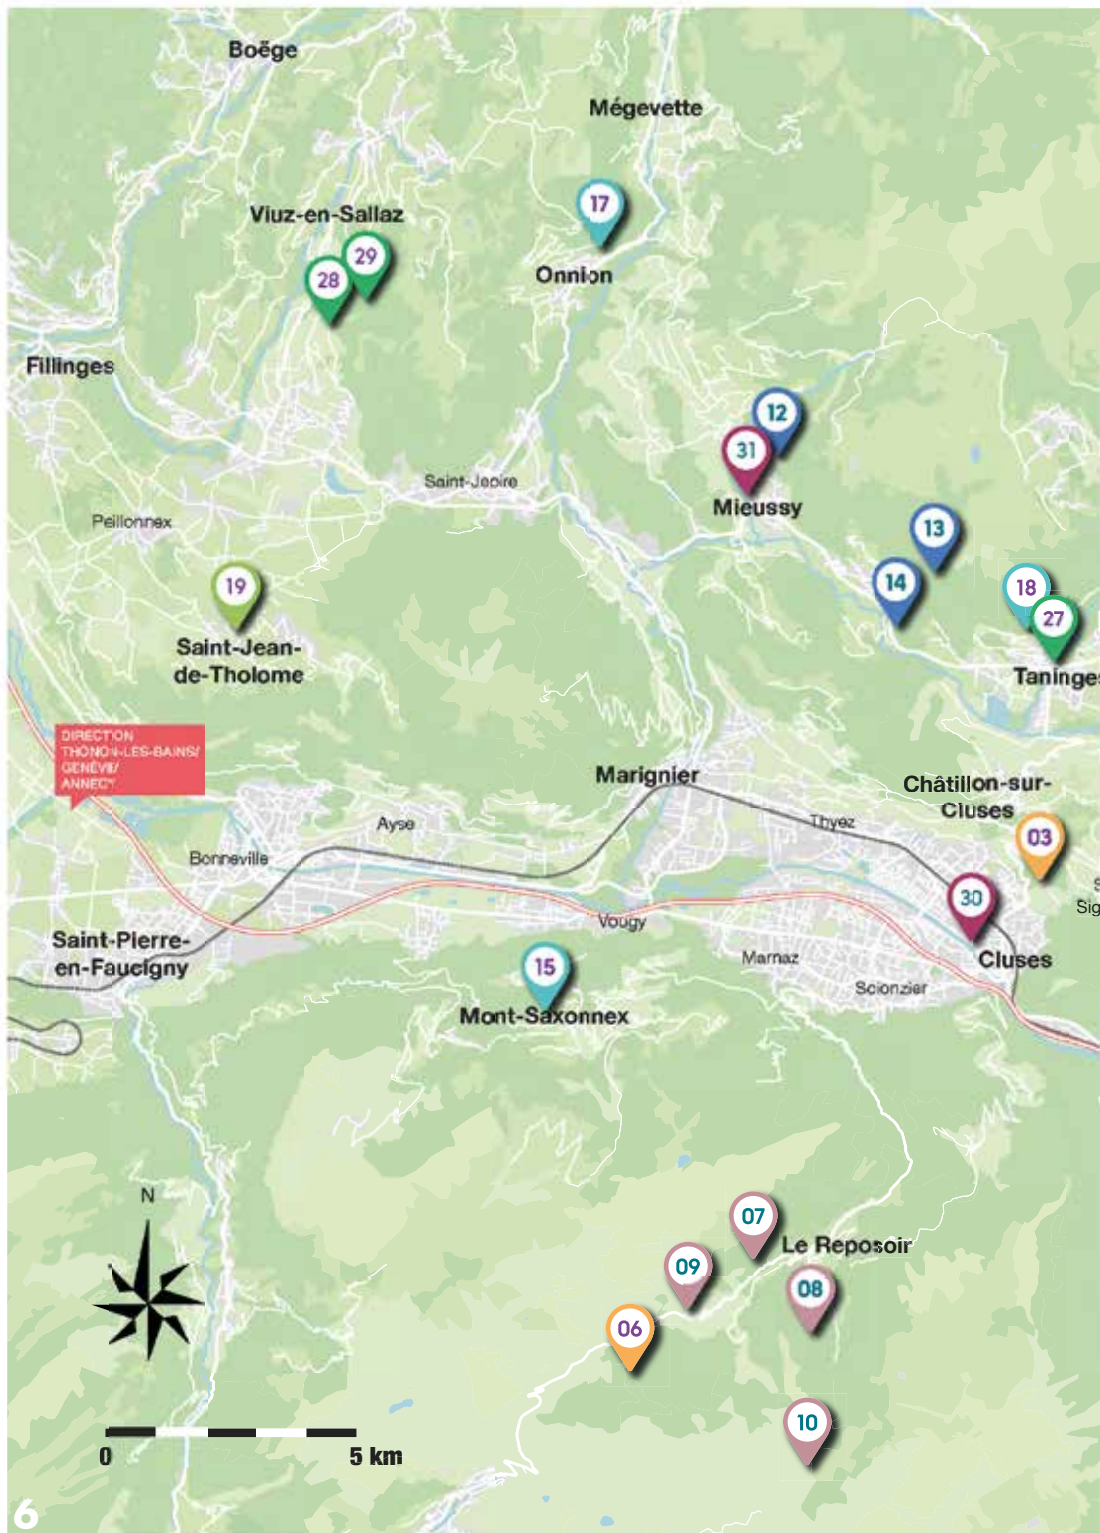 Boëge
Mégevette
Viuz-en-Sallaz
17
29
28
Onnion
Fillinges
12
31
Saint-Jeoire
Mieussy
Peillonnex
13
14
19
18
27
Saint-Jean-
de-Tholome
Taninges
DIRECTION
THONON-LES-BAINS/
GENÈVE/
ANNECY
Marignier
Châtillon-sur-
Cluses
Ayse
Thyez
03
Bonneville
30
Sig
Vougy
Saint-Pierre-
en-Faucigny
15
Marnaz
Cluses
Scionzier
Mont-Saxonnex
N
07
Le Reposoir
09
08
06
10
0 5 km
6